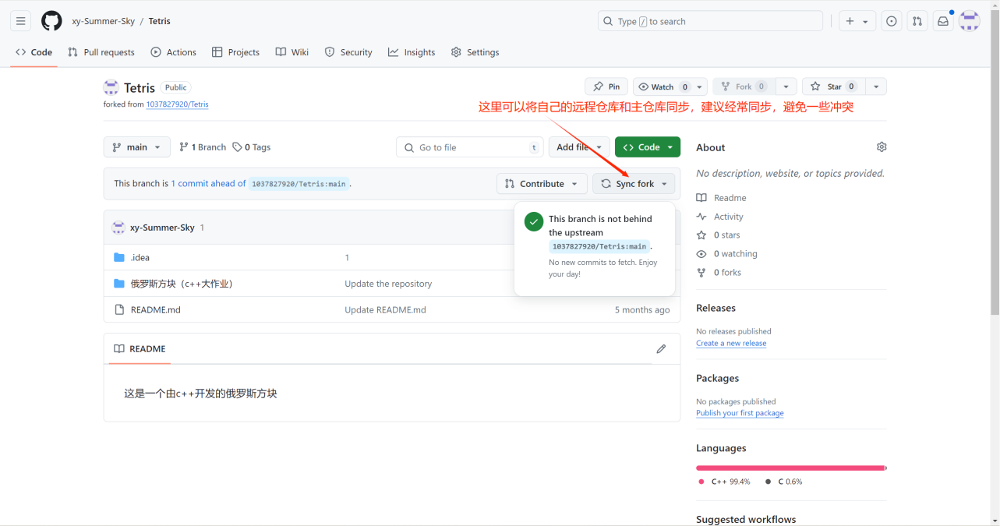 xy-Summer-Sky / Tetris
Type / to search
Code Pull requests Actions Projects Wiki Security Insights Settings
Tetris Public
Pin Watch 0 Fork 0 Star 0
forked from 1037827920/Tetris
这里可以将自己的远程仓库和主仓库同步，建议经常同步，避免一些冲突
main 1 Branch 0 Tags
Go to file t
Add file
Code
This branch is 1 commit ahead of 1037827920/Tetris:main .
Contribute
Sync fork
This branch is not behind
the upstream
1037827920/Tetris:main .
No new commits to fetch. Enjoy
your day!
xy-Summer-Sky 1
.idea 1
俄罗斯方块（c++大作业） Update the repository
README.md Update README.md 5 months ago
README
这是一个由c++开发的俄罗斯方块
About
No description, website, or topics provided.
Readme
Activity
0 stars
0 watching
0 forks
Releases
No releases published
Create a new release
Packages
No packages published
Publish your first package
Languages
C++ 99.4% C 0.6%
Suggested workflows